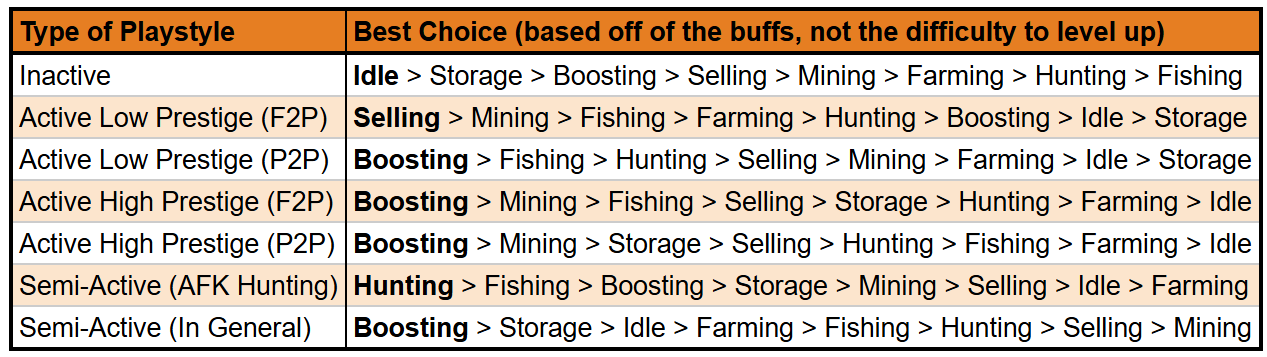 Type of Playstyle Best Choice (based off of the buffs, not the difficulty to level up)
Inactive Idle > Storage > Boosting > Selling > Mining > Farming > Hunting > Fishing
Active Low Prestige (F2P) Selling > Mining > Fishing > Farming > Hunting > Boosting > Idle > Storage
Active Low Prestige (P2P) Boosting > Fishing > Hunting > Selling > Mining > Farming > Idle > Storage
Active High Prestige (F2P) Boosting > Mining > Fishing > Selling > Storage > Hunting > Farming > Idle
Active High Prestige (P2P) Boosting > Mining > Storage > Selling > Hunting > Fishing > Farming > Idle
Semi-Active (AFK Hunting) Hunting > Fishing > Boosting > Storage > Mining > Selling > Idle > Farming
Semi-Active (In General) Boosting > Storage > Idle > Farming > Fishing > Hunting > Selling > Mining